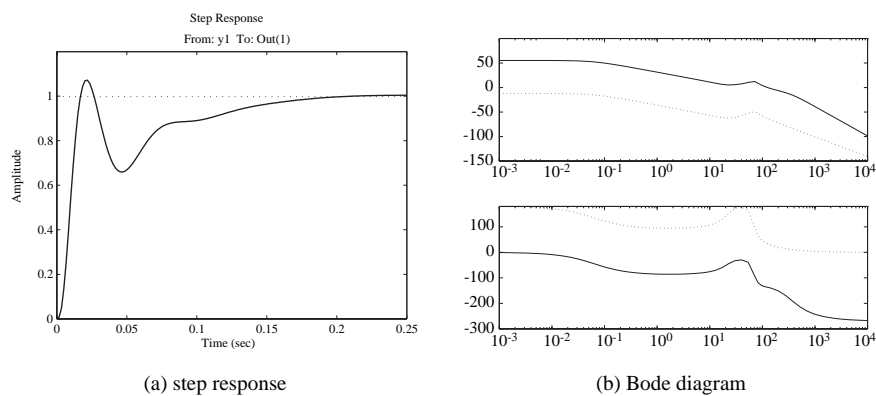 Step Response
From: y1 To: Out(1)
Amplitude
1
0.8
0.6
0.4
0.2
0
0 0.05 0.1 0.15 0.2 0.25
Time (sec)
(a) step response
50
0
-50
-100
-150
10^-3 10^-2 10^-1 10^0 10^1 10^2 10^3 10^4
100
0
-100
-200
-300
10^-3 10^-2 10^-1 10^0 10^1 10^2 10^3 10^4
(b) Bode diagram